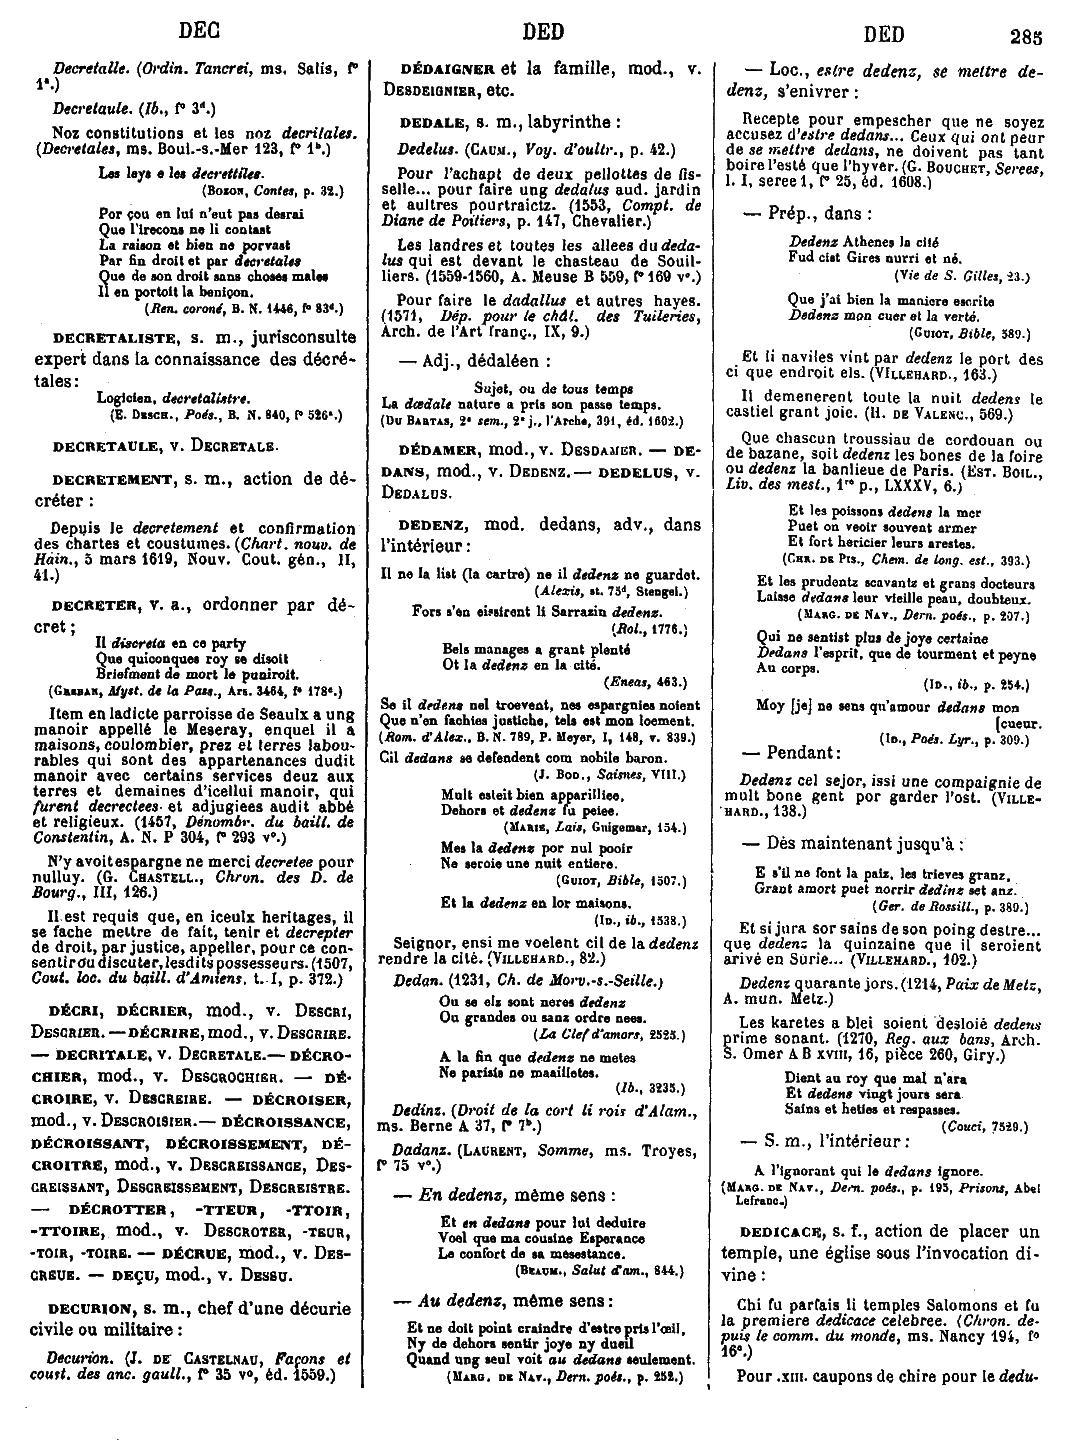 DEC
DED
DED
285
Decretalle. (Ordin. Tancrei, ms. Salis, f°
1ª.)
Decretaule. (Ib., f° 3ᵈ.)
Noz constitutions et les noz decritales.
(Decretales, ms. Boul.-s.-Mer 123, f° 1ᵇ.)
Les leys e les decrettiles.
(Bozon, Contes, p. 32.)
Por çou en lui n'eut pas desrai
Que l'irecons ne li contast
La raison et bien ne porvast
Par fin droit et par decretales
Que de son droit sans choses males
Il en portoit la beniçon.
(Ren. coroné, B. N. 1446, f° 83ᵈ.)
DECRETALISTE, s. m., jurisconsulte
expert dans la connaissance des décré-
tales :
Logicien, decretalistre.
(E. Desch., Poés., B. N. 840, f° 526ᵃ.)
DECRETAULE, v. Decretale.
DECRETEMENT, s. m., action de dé-
créter :
Depuis le decretement et confirmation
des chartes et coustumes. (Chart. nouv. de
Hain., 5 mars 1619, Nouv. Cout. gén., II,
41.)
DECRETER, v. a., ordonner par dé-
cret ;
Il discreta en ce party
Que quiconques roy se disoit
Briefment de mort le puniroit.
(Greban, Myst. de la Pass., Ars. 3464, f° 178ᵃ.)
Item en ladicte parroisse de Seaulx a ung
manoir appellé le Meseray, enquel il a
maisons, coulombier, prez et terres labou-
rables qui sont des appartenances dudit
manoir avec certains services deuz aux
terres et demaines d'icellui manoir, qui
furent decrectees et adjugiees audit abbé
et religieux. (1457, Dénombr. du baill. de
Constentin, A. N. P 304, f° 293 v°.)
N'y avoit espargne ne merci decretee pour
nulluy. (G. Chastell., Chron. des D. de
Bourg., III, 126.)
Il est requis que, en iceulx heritages, il
se fache mettre de fait, tenir et decrepter
de droit, par justice, appeller, pour ce con-
sentir ou discuter, lesdits possesseurs. (1507,
Cout. loc. du baill. d'Amiens, t. I, p. 372.)
DÉCRI, DÉCRIER, mod., v. Descri,
Descrier. — DÉCRIRE, mod., v. Descrire.
— DECRITALE, v. Decretale. — DÉCRO-
CHIER, mod., v. Descrochier. — DÉ-
CROIRE, v. Descreire. — DÉCROISER,
mod., v. Descroisier. — DÉCROISSANCE,
DÉCROISSANT, DÉCROISSEMENT, DÉ-
CROITRE, mod., v. Descreissance, Des-
creissant, Descreissement, Descreistre.
— DÉCROTTER, -TTEUR, -TTOIR,
-TTOIRE, mod., v. Descroter, -teur,
-toir, -toire. — DÉCRUE, mod., v. Des-
creue. — DEÇU, mod., v. Dessu.
DECURION, s. m., chef d'une décurie
civile ou militaire :
Decurion. (J. de Castelnau, Façons et
coust. des anc. gaull., f° 35 v°, éd. 1559.)
DÉDAIGNER et la famille, mod., v.
Desdeignier, etc.
DEDALE, s. m., labyrinthe :
Dedelus. (Caum., Voy. d'oultr., p. 42.)
Pour l'achapt de deux pellottes de fis-
selle... pour faire ung dedalus aud. jardin
et aultres pourtraictz. (1553, Compt. de
Diane de Poitiers, p. 147, Chevalier.)
Les landres et toutes les allees du deda-
lus qui est devant le chasteau de Souil-
liers. (1559-1560, A. Meuse B 559, f° 169 v°.)
Pour faire le dadallus et autres hayes.
(1571, Dép. pour le chât. des Tuileries,
Arch. de l'Art franç., IX, 9.)
— Adj., dédaléen :
Sujet, ou de tous temps
La dœdale nature a pris son passe temps.
(Du Bartas, 2ᵉ sem., 2ᵉ j., l'Arche, 391, éd. 1602.)
DÉDAMER, mod., v. Desdamer. — DE-
DANS, mod., v. Dedenz. — DEDELUS, v.
Dedalus.
DEDENZ, mod. dedans, adv., dans
l'intérieur :
Il ne la list (la cartre) ne il dedenz ne guardet.
(Alexis, st. 75ᵈ, Stengel.)
Fors s'en eissirent li Sarrazin dedenz.
(Rol., 1776.)
Bels manages a grant plenté
Ot la dedenz en la cité.
(Eneas, 463.)
Se il dedens nel troevent, nes espargnies noient
Que n'en fachies justiche, tels est mon loement.
(Rom. d'Alex., B. N. 789, P. Meyer, I, 148, v. 839.)
Cil dedans se defendent com nobile baron.
(J. Bod., Saisnes, VIII.)
Mult esteit bien apparilliee,
Dehors et dedenz fu peiee.
(Marie, Lais, Guigemar, 154.)
Mes la dedenz por nul pooir
Ne seroie une nuit entiere.
(Guiot, Bible, 1507.)
Et la dedenz en lor maisons.
(Id., ib., 1538.)
Seignor, ensi me voelent cil de la dedenz
rendre la cité. (Villehard., 82.)
Dedan. (1231, Ch. de Morv.-s.-Seille.)
Ou se els sont neres dedenz
Ou grandes ou sanz ordre nees.
(La Clef d'amors, 2525.)
A la fin que dedenz ne metes
Ne parisis ne maailletes.
(Ib., 3235.)
Dedinz. (Droit de la cort li rois d'Alam.,
ms. Berne A 37, f° 7ᵇ.)
Dadanz. (Laurent, Somme, ms. Troyes,
f° 75 v°.)
— En dedenz, même sens :
Et en dedans pour lui deduire
Voel que ma cousine Esperance
Le confort de sa mesestance.
(Beaum., Salut d'am., 844.)
— Au dedenz, même sens :
Et ne doit point craindre d'estre pris l'œil,
Ny de dehors sentir joye ny dueil
Quand ung seul voit au dedans seulement.
(Marg. de Nav., Dern. poés., p. 252.)
— Loc., estre dedenz, se mettre de-
denz, s'enivrer :
Recepte pour empescher que ne soyez
accusez d'estre dedans... Ceux qui ont peur
de se mettre dedans, ne doivent pas tant
boire l'esté que l'hyver. (G. Bouchet, Serees,
l. I, seree 1, f° 25, éd. 1608.)
— Prép., dans :
Dedenz Athenes la cité
Fud cist Gires nurri et né.
(Vie de S. Gilles, 23.)
Que j'ai bien la maniere escrite
Dedenz mon cuer et la verté.
(Guiot, Bible, 589.)
Et li naviles vint par dedenz le port des
ci que endroit els. (Villehard., 163.)
Il demenerent toute la nuit dedens le
castiel grant joie. (H. de Valenc., 569.)
Que chascun troussiau de cordouan ou
de bazane, soit dedenz les bones de la foire
ou dedenz la banlieue de Paris. (Est. Boil.,
Liv. des mest., 1ʳᵉ p., LXXXV, 6.)
Et les poissons dedens la mer
Puet on veoir souvent armer
Et fort hericier leurs arestes.
(Chr. de Pis., Chem. de long. est., 393.)
Et les prudentz scavantz et grans docteurs
Laisse dedans leur vieille peau, doubteux.
(Marg. de Nav., Dern. poés., p. 207.)
Qui ne sentist plus de joye certaine
Dedans l'esprit, que de tourment et peyne
Au corps.
(Id., ib., p. 254.)
Moy [je] ne sens qu'amour dedans mon
[cueur.
(Id., Poés. Lyr., p. 309.)
— Pendant :
Dedenz cel sejor, issi une compaignie de
mult bone gent por garder l'ost. (Ville-
hard., 138.)
— Dès maintenant jusqu'à :
E s'il ne font la paiz, les trieves granz,
Grant amort puet norrir dedinz set anz.
(Ger. de Rossill., p. 389.)
Et si jura sor sains de son poing destre...
que dedenz la quinzaine que il seroient
arivé en Surie... (Villehard., 102.)
Dedenz quarante jors. (1214, Paix de Metz,
A. mun. Metz.)
Les karetes a blei soient desloié dedens
prime sonant. (1270, Reg. aux bans, Arch.
S. Omer A B xviii, 16, pièce 260, Giry.)
Dient au roy que mal n'ara
Et dedens vingt jours sera
Sains et heties et respasses.
(Couci, 7529.)
— S. m., l'intérieur :
A l'ignorant qui le dedans ignore.
(Marg. de Nav., Dern. poés., p. 195, Prisons, Abel
Lefranc.)
DEDICACE, s. f., action de placer un
temple, une église sous l'invocation di-
vine :
Chi fu parfais li temples Salomons et fu
la premiere dedicace celebree. (Chron. de-
puis le comm. du monde, ms. Nancy 194, f°
16ᵃ.)
Pour .xiii. caupons de chire pour le dedu-